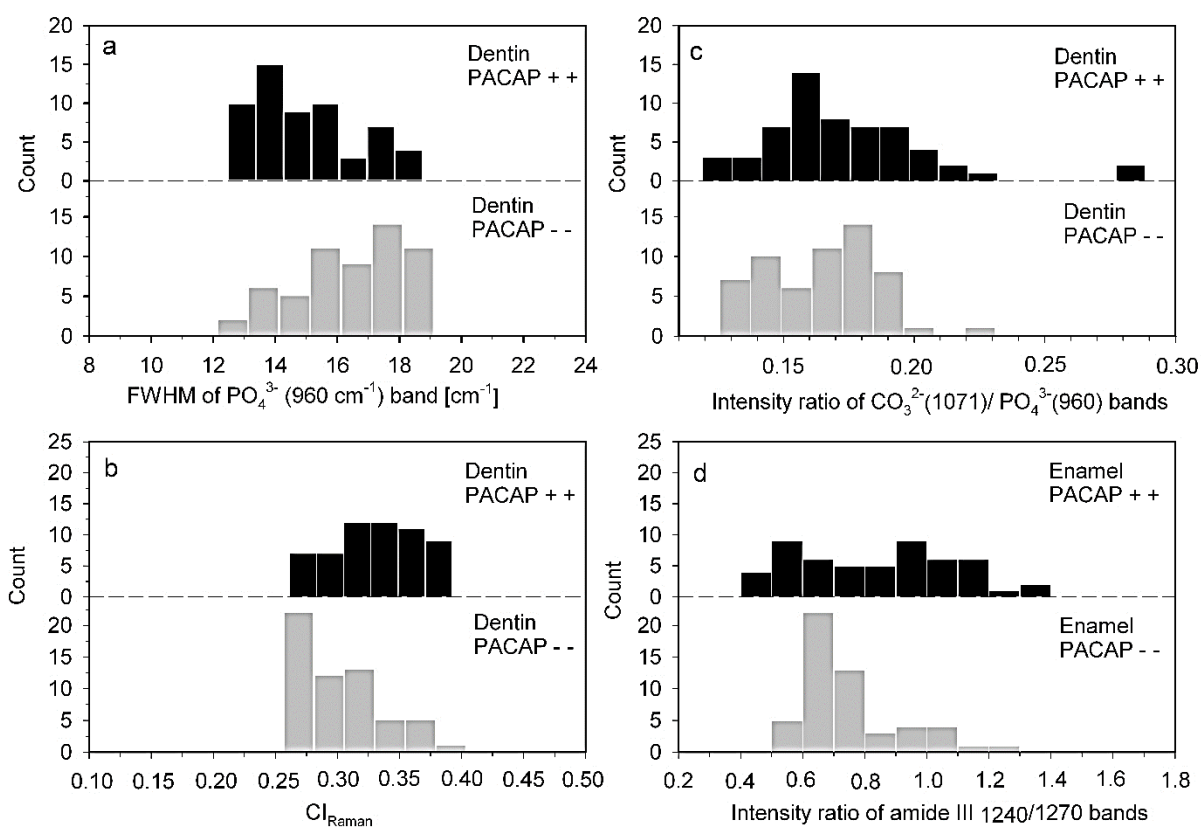 a
Dentin
PACAP + +
Dentin
PACAP - -
Count
20
15
10
5
0
15
10
5
0
8 10 12 14 16 18 20 22 24
FWHM of PO₄³⁻ (960 cm⁻¹) band [cm⁻¹]
c
Dentin
PACAP + +
Dentin
PACAP - -
Count
20
15
10
5
0
15
10
5
0
0.15 0.20 0.25 0.30
Intensity ratio of CO₃²⁻(1071)/ PO₄³⁻(960) bands
b
Dentin
PACAP + +
Dentin
PACAP - -
Count
25
20
15
10
5
0
20
15
10
5
0
0.10 0.15 0.20 0.25 0.30 0.35 0.40 0.45 0.50
CI Raman
d
Enamel
PACAP + +
Enamel
PACAP - -
Count
25
20
15
10
5
0
20
15
10
5
0
0.2 0.4 0.6 0.8 1.0 1.2 1.4 1.6 1.8
Intensity ratio of amide III 1240/1270 bands